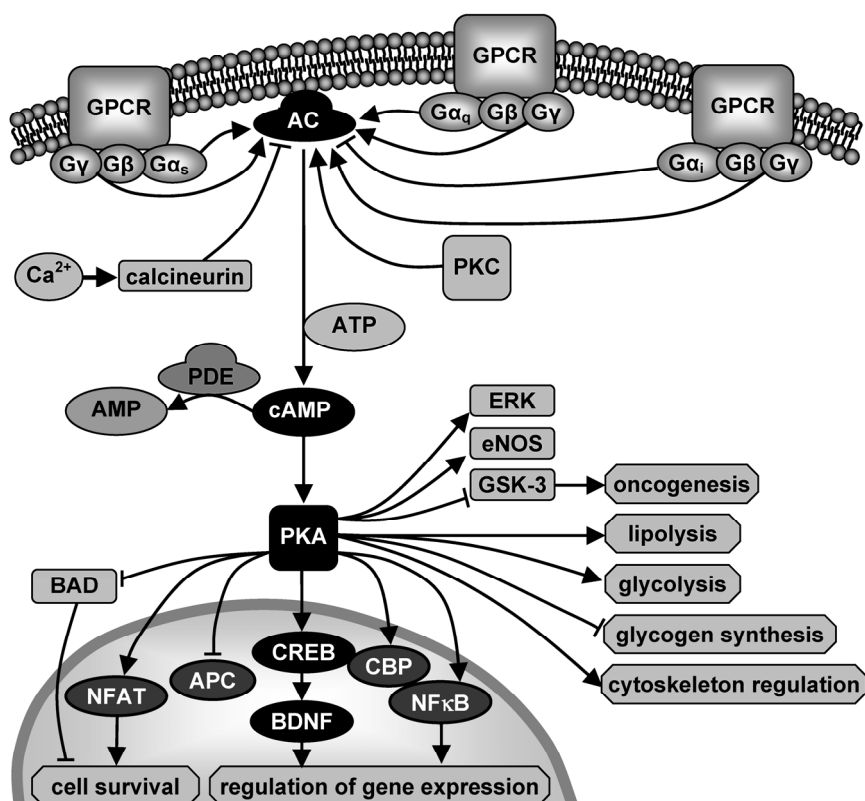 GPCR
GPCR
GPCR
AC
Gαq Gβ Gγ
Gγ Gβ Gαs
Gαi Gβ Gγ
Ca2+
calcineurin
PKC
ATP
PDE
AMP
cAMP
ERK
eNOS
GSK-3
oncogenesis
PKA
lipolysis
BAD
glycolysis
glycogen synthesis
CREB
CBP
APC
NFAT
cytoskeleton regulation
NFκB
BDNF
cell survival
regulation of gene expression